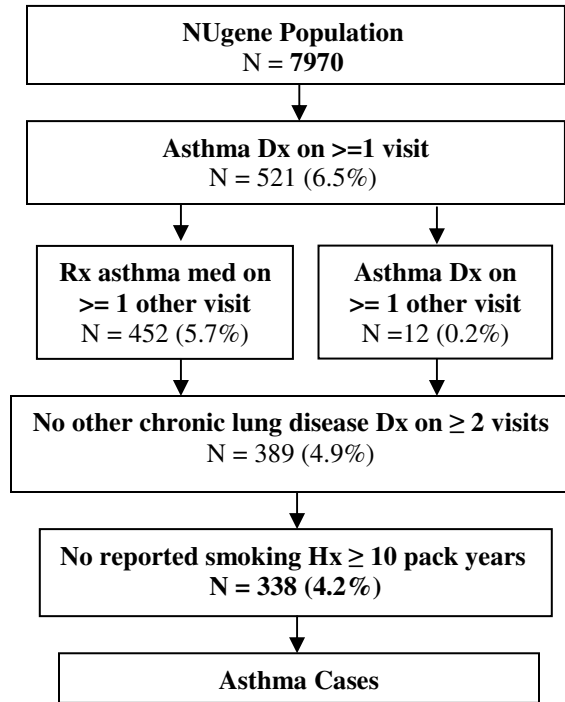 NUgene Population
N = 7970
Asthma Dx on >=1 visit
N = 521 (6.5%)
Rx asthma med on
>= 1 other visit
N = 452 (5.7%)
Asthma Dx on
>= 1 other visit
N =12 (0.2%)
No other chronic lung disease Dx on ≥ 2 visits
N = 389 (4.9%)
No reported smoking Hx ≥ 10 pack years
N = 338 (4.2%)
Asthma Cases